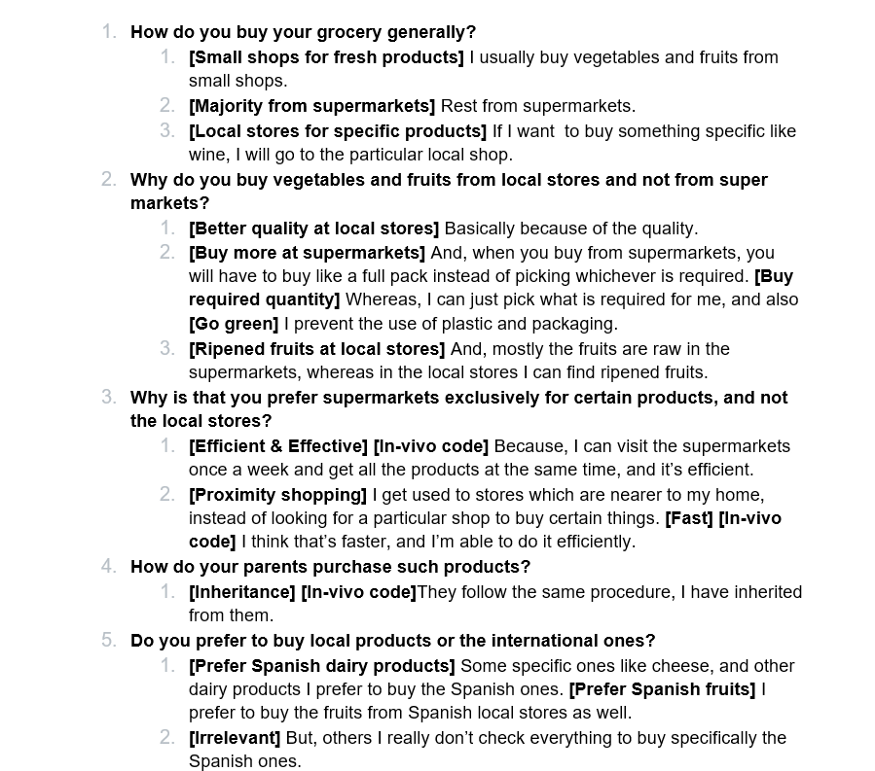 1. How do you buy your grocery generally?
1. [Small shops for fresh products] I usually buy vegetables and fruits from
small shops.
2. [Majority from supermarkets] Rest from supermarkets.
3. [Local stores for specific products] If I want  to buy something specific like
wine, I will go to the particular local shop.
2. Why do you buy vegetables and fruits from local stores and not from super
markets?
1. [Better quality at local stores] Basically because of the quality.
2. [Buy more at supermarkets] And, when you buy from supermarkets, you
will have to buy like a full pack instead of picking whichever is required. [Buy
required quantity] Whereas, I can just pick what is required for me, and also
[Go green] I prevent the use of plastic and packaging.
3. [Ripened fruits at local stores] And, mostly the fruits are raw in the
supermarkets, whereas in the local stores I can find ripened fruits.
3. Why is that you prefer supermarkets exclusively for certain products, and not
the local stores?
1. [Efficient & Effective] [In-vivo code] Because, I can visit the supermarkets
once a week and get all the products at the same time, and it's efficient.
2. [Proximity shopping] I get used to stores which are nearer to my home,
instead of looking for a particular shop to buy certain things. [Fast] [In-vivo
code] I think that's faster, and I'm able to do it efficiently.
4. How do your parents purchase such products?
1. [Inheritance] [In-vivo code]They follow the same procedure, I have inherited
from them.
5. Do you prefer to buy local products or the international ones?
1. [Prefer Spanish dairy products] Some specific ones like cheese, and other
dairy products I prefer to buy the Spanish ones. [Prefer Spanish fruits] I
prefer to buy the fruits from Spanish local stores as well.
2. [Irrelevant] But, others I really don't check everything to buy specifically the
Spanish ones.